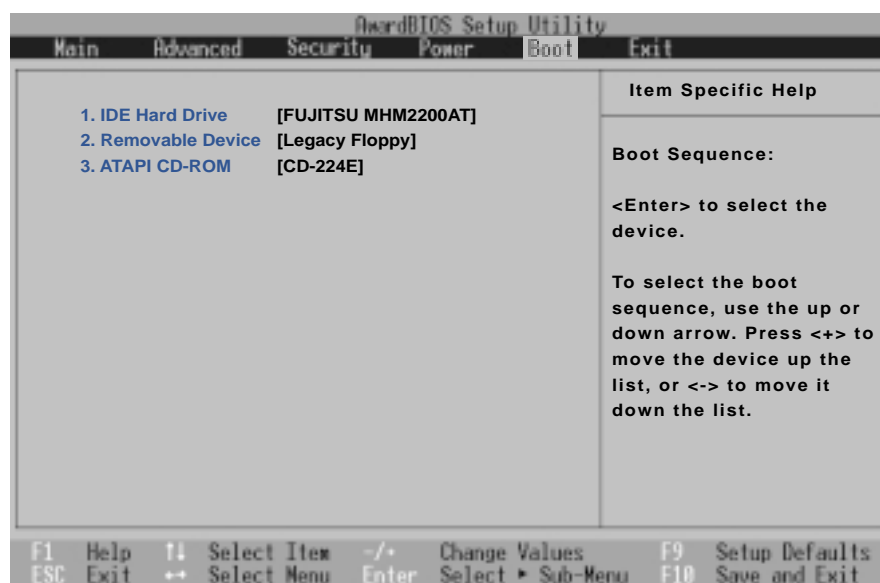 AwardBIOS Setup Utility
Main Advanced Security Power Boot Exit
Item Specific Help
1. IDE Hard Drive [FUJITSU MHM2200AT]
2. Removable Device [Legacy Floppy]
3. ATAPI CD-ROM [CD-224E]
Boot Sequence:
<Enter> to select the
device.
To select the boot
sequence, use the up or
down arrow. Press <+> to
move the device up the
list, or <-> to move it
down the list.
F1 Help ↑↓ Select Item -/+ Change Values F9 Setup Defaults
ESC Exit ↔ Select Menu Enter Select ▸ Sub-Menu F10 Save and Exit